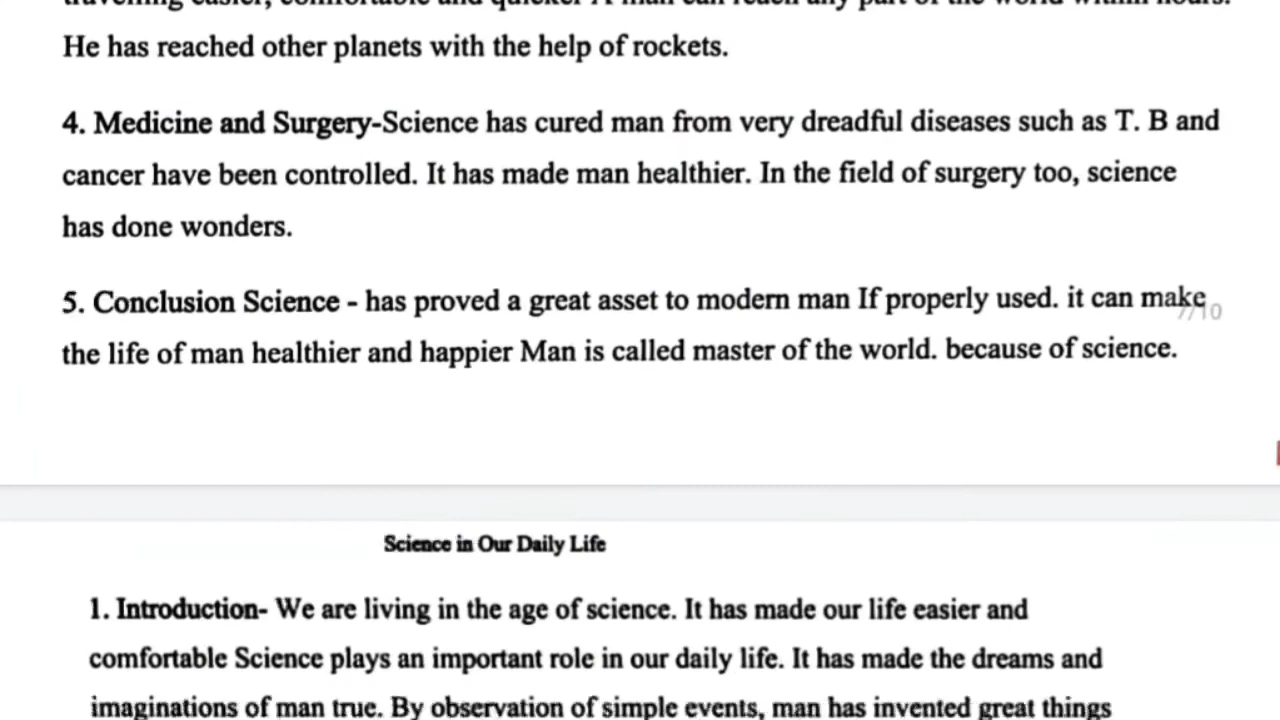 travelling easier, comfortable and quicker A man can reach any part of the world within hours.
He has reached other planets with the help of rockets.
4. Medicine and Surgery-Science has cured man from very dreadful diseases such as T. B and
cancer have been controlled. It has made man healthier. In the field of surgery too, science
has done wonders.
5. Conclusion Science - has proved a great asset to modern man If properly used. it can make
7/10
the life of man healthier and happier Man is called master of the world. because of science.
Science in Our Daily Life
1. Introduction- We are living in the age of science. It has made our life easier and
comfortable Science plays an important role in our daily life. It has made the dreams and
imaginations of man true. By observation of simple events, man has invented great things